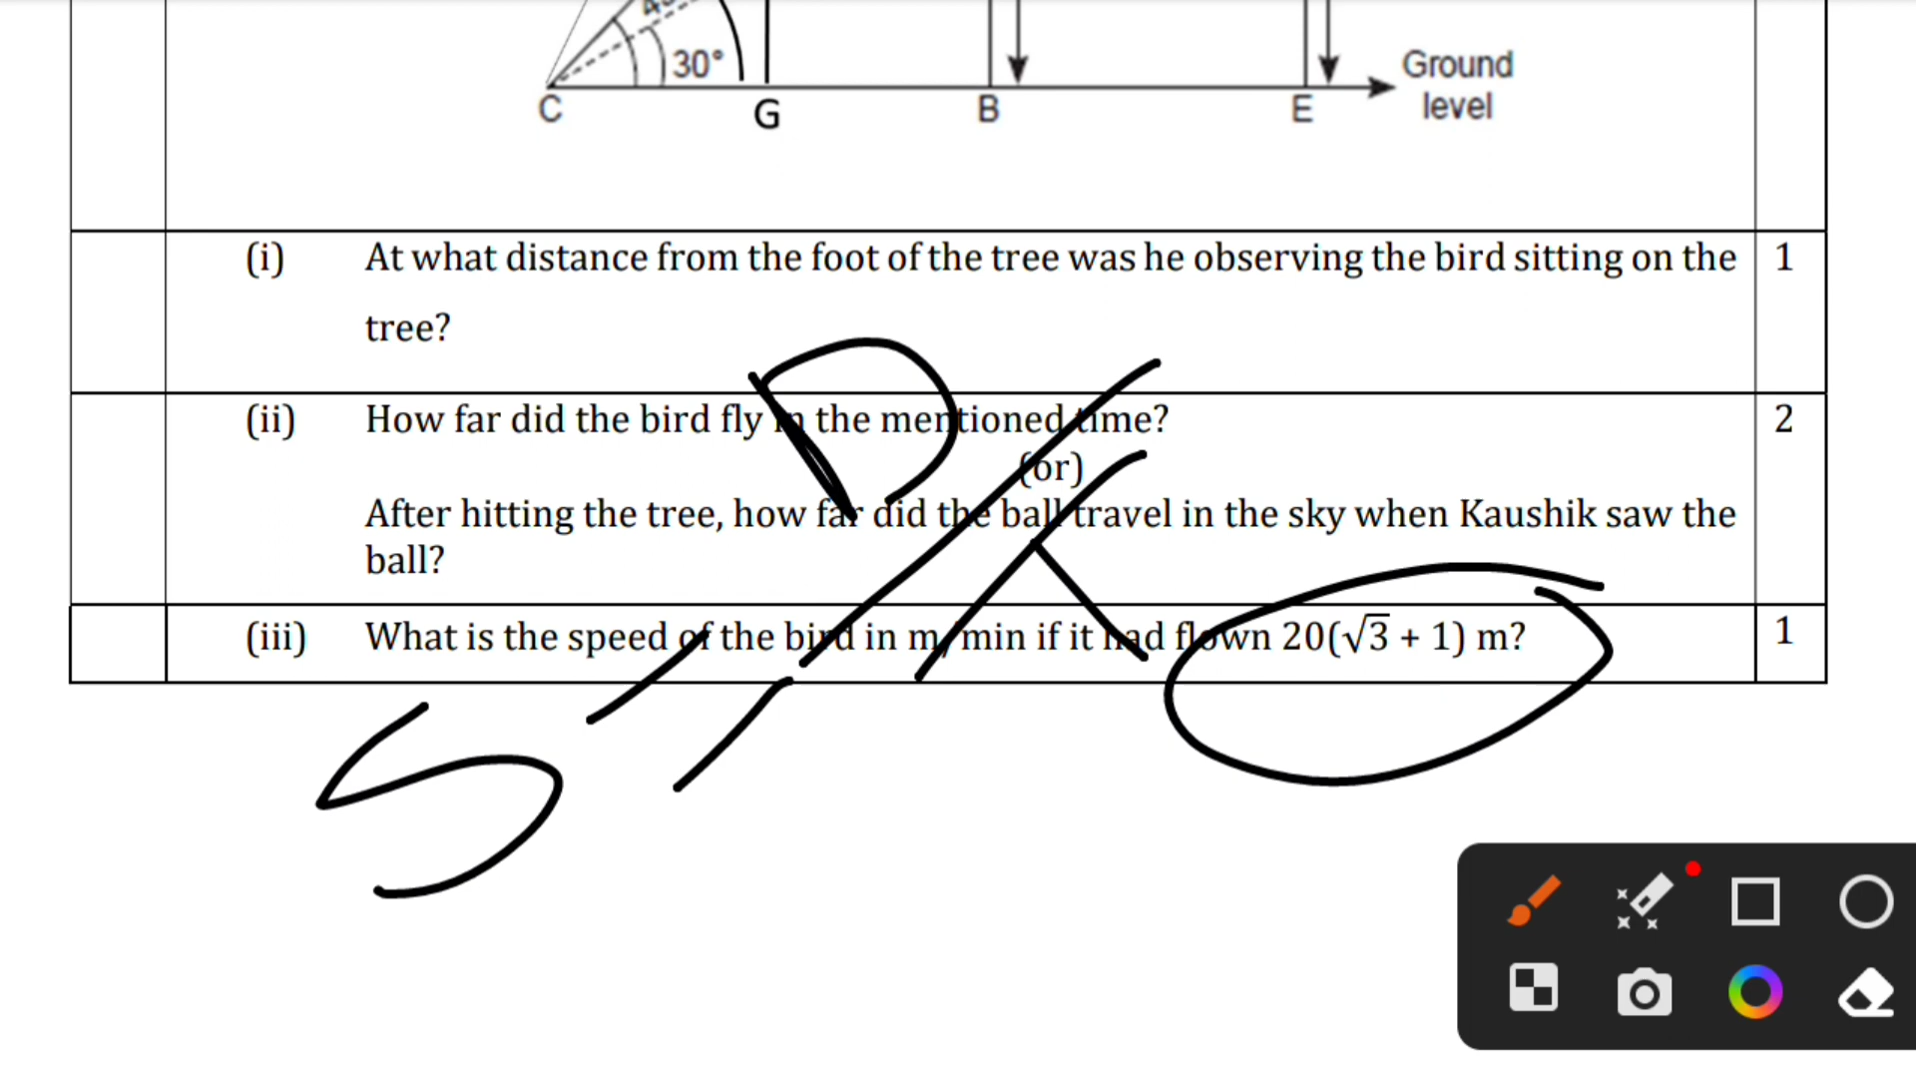 30°
Ground
level
C
G
B
E
(i) At what distance from the foot of the tree was he observing the bird sitting on the 1
tree?
(ii) How far did the bird fly in the mentioned time? 2
(or)
After hitting the tree, how far did the ball travel in the sky when Kaushik saw the
ball?
(iii) What is the speed of the bird in m/min if it had flown 20(√3 + 1) m? 1